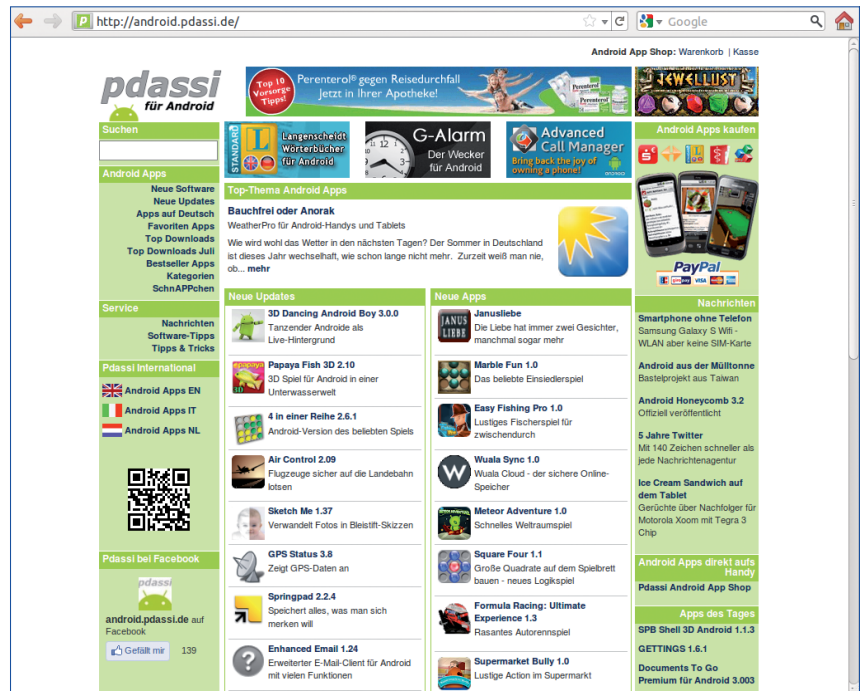 http://android.pdassi.de/
Google
Android App Shop: Warenkorb | Kasse
pdassi
für Android
Top 10
Vorsorge
Tipps!
Perenterol® gegen Reisedurchfall
Jetzt in Ihrer Apotheke!
Perenterol
Perenterol
JEWELLUST
Suchen
STANDARD
L
Langenscheidt
Wörterbücher
für Android
G-Alarm
Der Wecker
für Android
Advanced
Call Manager
Bring back the joy of
owning a phone!
Android Apps
Neue Software
Neue Updates
Apps auf Deutsch
Favoriten Apps
Top Downloads
Top Downloads Juli
Bestseller Apps
Kategorien
SchnAPPchen
Service
Nachrichten
Software-Tipps
Tipps & Tricks
Pdassi International
Android Apps EN
Android Apps IT
Android Apps NL
Pdassi bei Facebook
pdassi
android.pdassi.de auf
Facebook
Gefällt mir 139
Top-Thema Android Apps
Bauchfrei oder Anorak
WeatherPro für Android-Handys und Tablets
Wie wird wohl das Wetter in den nächsten Tagen? Der Sommer in Deutschland
ist dieses Jahr wechselhaft, wie schon lange nicht mehr. Zurzeit weiß man nie,
ob... mehr
Neue Updates
3D Dancing Android Boy 3.0.0
Tanzender Androide als
Live-Hintergrund
papaya
3D
Papaya Fish 3D 2.10
3D Spiel für Android in einer
Unterwasserwelt
4 in einer Reihe 2.6.1
Android-Version des beliebten Spiels
Air Control 2.09
Flugzeuge sicher auf die Landebahn
lotsen
Sketch Me 1.37
Verwandelt Fotos in Bleistift-Skizzen
GPS Status 3.8
Zeigt GPS-Daten an
Springpad 2.2.4
Speichert alles, was man sich
merken will
Enhanced Email 1.24
Erweiterter E-Mail-Client für Android
mit vielen Funktionen
Neue Apps
JANUS
LIEBE
Janusliebe
Die Liebe hat immer zwei Gesichter,
manchmal sogar mehr
Marble Fun 1.0
Das beliebte Einsiedlerspiel
Easy Fishing Pro 1.0
Lustiges Fischerspiel für
zwischendurch
Wuala Sync 1.0
Wuala Cloud - der sichere Online-
Speicher
Meteor Adventure 1.0
Schnelles Weltraumspiel
Square Four 1.1
Große Quadrate auf dem Spielbrett
bauen - neues Logikspiel
Formula Racing: Ultimate
Experience 1.3
Rasantes Autorennspiel
Supermarket Bully 1.0
Lustige Action im Supermarkt
Android Apps kaufen
PayPal
VISA
Nachrichten
Smartphone ohne Telefon
Samsung Galaxy S Wifi -
WLAN aber keine SIM-Karte
Android aus der Mülltonne
Bastelprojekt aus Taiwan
Android Honeycomb 3.2
Offiziell veröffentlicht
5 Jahre Twitter
Mit 140 Zeichen schneller als
jede Nachrichtenagentur
Ice Cream Sandwich auf
dem Tablet
Gerüchte über Nachfolger für
Motorola Xoom mit Tegra 3
Chip
Android Apps direkt aufs
Handy
Pdassi Android App Shop
Apps des Tages
SPB Shell 3D Android 1.1.3
GETTINGS 1.6.1
Documents To Go
Premium für Android 3.003